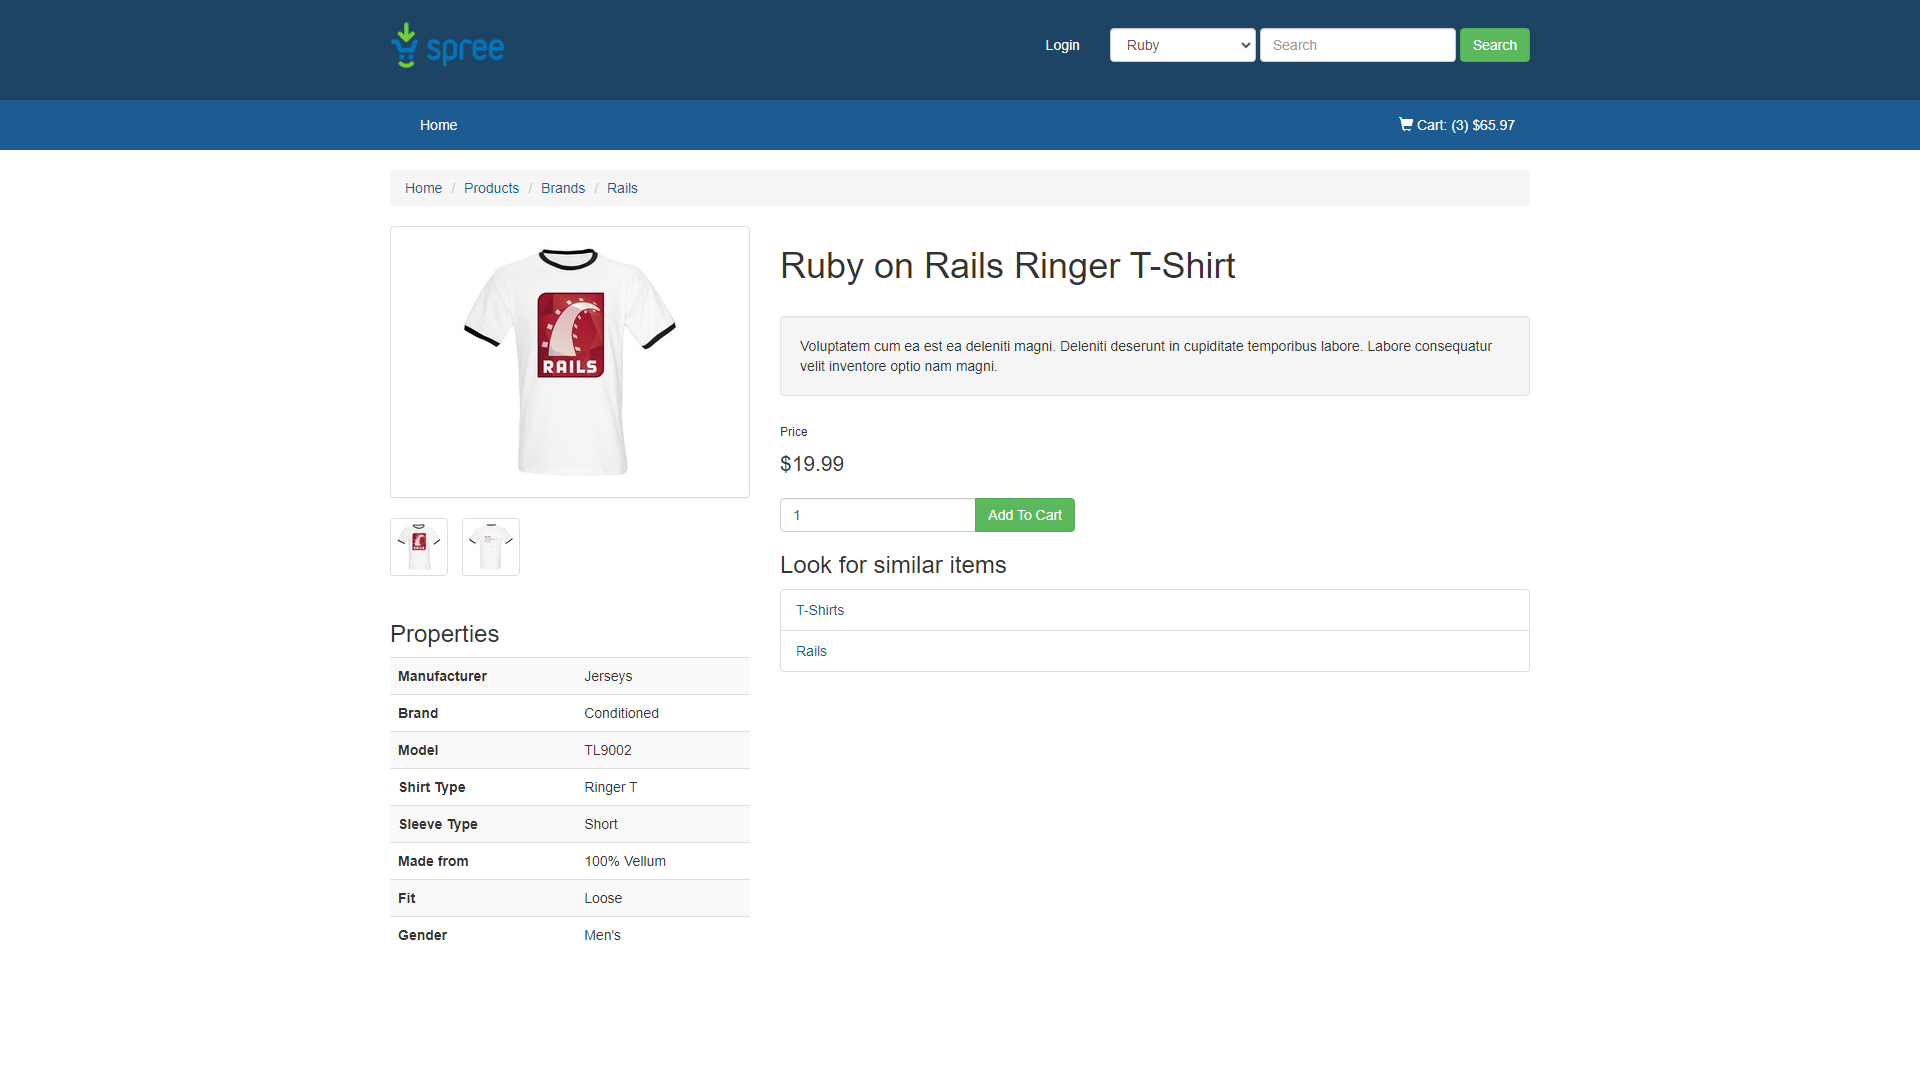 spree
Login
Ruby
Search
Search
Home
Cart: (3) $65.97
Home / Products / Brands / Rails
RAILS
Ruby on Rails Ringer T-Shirt
Voluptatem cum ea est ea deleniti magni. Deleniti deserunt in cupiditate temporibus labore. Labore consequatur
velit inventore optio nam magni.
Price
$19.99
1
Add To Cart
Look for similar items
T-Shirts
Rails
RAILS
Properties
Manufacturer Jerseys
Brand Conditioned
Model TL9002
Shirt Type Ringer T
Sleeve Type Short
Made from 100% Vellum
Fit Loose
Gender Men's